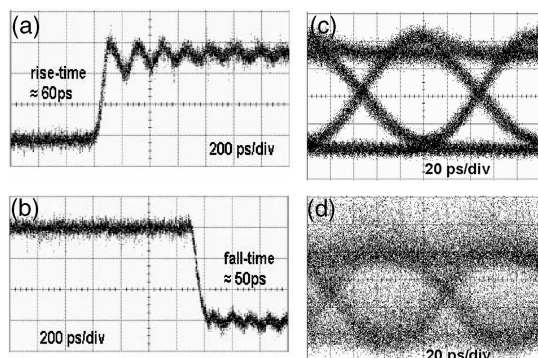 (a)
rise-time
≈ 60ps
200 ps/div
(b)
fall-time
≈ 50ps
200 ps/div
(c)
20 ps/div
(d)
20 ps/div